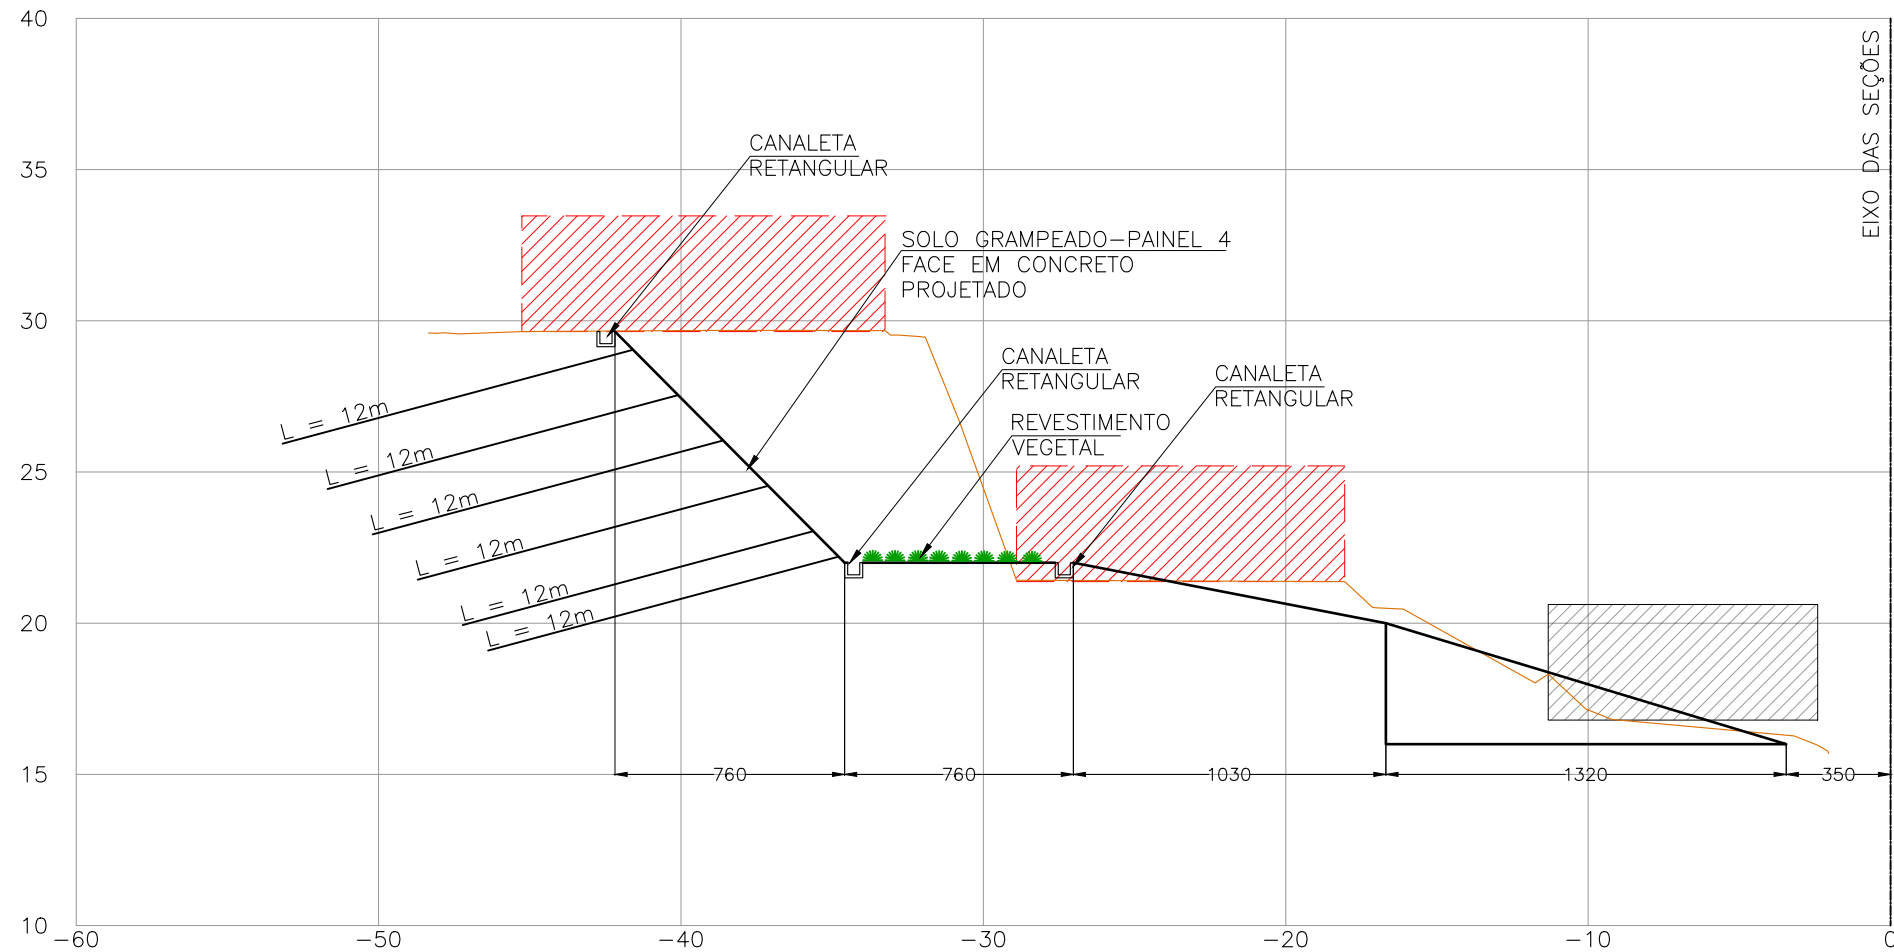 40
EIXO DAS SEÇÕES
35
CANALETA
RETANGULAR
SOLO GRAMPEADO-PAINEL 4
FACE EM CONCRETO
PROJETADO
30
CANALETA
RETANGULAR
CANALETA
RETANGULAR
REVESTIMENTO
VEGETAL
L = 12m
L = 12m
L = 12m
L = 12m
L = 12m
L = 12m
25
20
15
760
760
1030
1320
350
10
-60
-50
-40
-30
-20
-10
0